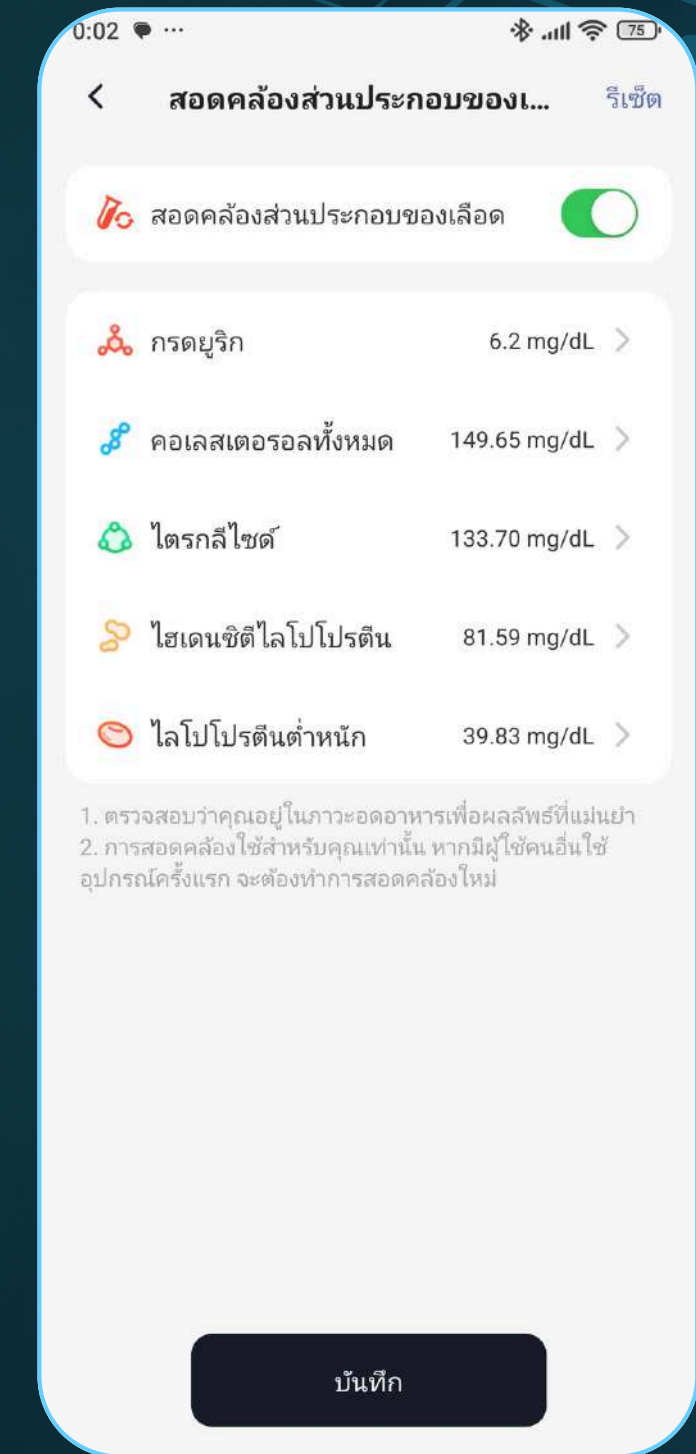 0:02 ...
75
สอดคล้องส่วนประกอบของเ...
รีเซ็ต
สอดคล้องส่วนประกอบของเลือด
กรดยูริก 6.2 mg/dL
คอเลสเตอรอลทั้งหมด 149.65 mg/dL
ไตรกลีไซด์ 133.70 mg/dL
ไฮเดนซิตีไลโปโปรตีน 81.59 mg/dL
ไลโปโปรตีนต่ำหนัก 39.83 mg/dL
1. ตรวจสอบว่าคุณอยู่ในภาวะอดอาหารเพื่อผลลัพธ์ที่แม่นยำ
2. การสอดคล้องใช้สำหรับคุณเท่านั้น หากมีผู้ใช้คนอื่นใช้
อุปกรณ์ครั้งแรก จะต้องทำการสอดคล้องใหม่
บันทึก